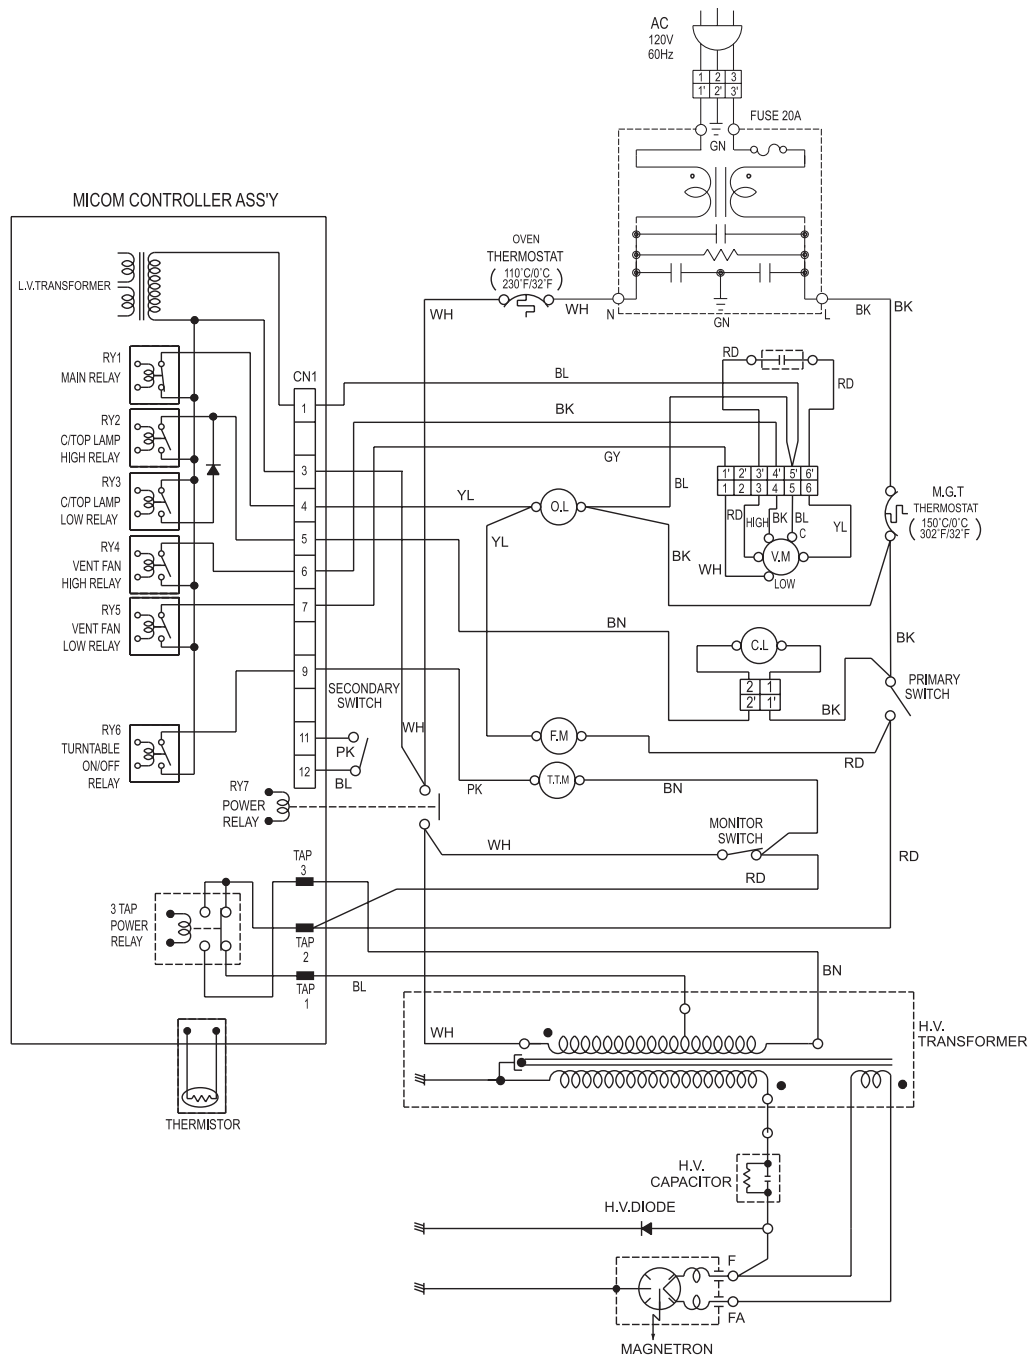 AC
120V
60Hz
1 2 3
1' 2' 3'
FUSE 20A
GN
MICOM CONTROLLER ASS'Y
OVEN
THERMOSTAT
( 110°C/0°C )
230°F/32°F
L.V.TRANSFORMER
WH
WH
N
GN
L
BK
BK
RY1
MAIN RELAY
CN1
RD
RD
BL
1
RY2
C/TOP LAMP
HIGH RELAY
BK
GY
3
RY3
C/TOP LAMP
LOW RELAY
1' 2' 3' 4' 5' 6'
1 2 3 4 5 6
BL
YL
4
O.L
M.G.T
THERMOSTAT
( 150°C/0°C )
302°F/32°F
RD
HIGH
BK
BL
C
YL
RY4
VENT FAN
HIGH RELAY
5
YL
BK
V.M
WH
LOW
6
RY5
VENT FAN
LOW RELAY
7
BN
C.L
BK
9
SECONDARY
SWITCH
2 1
2' 1'
PRIMARY
SWITCH
BK
RY6
TURNTABLE
ON/OFF
RELAY
11
PK
WH
F.M
RD
12
BL
T.T.M
PK
BN
RY7
POWER
RELAY
MONITOR
SWITCH
WH
RD
RD
TAP
3
3 TAP
POWER
RELAY
TAP
2
BN
TAP
1
BL
WH
H.V.
TRANSFORMER
THERMISTOR
H.V.
CAPACITOR
H.V.DIODE
F
FA
MAGNETRON